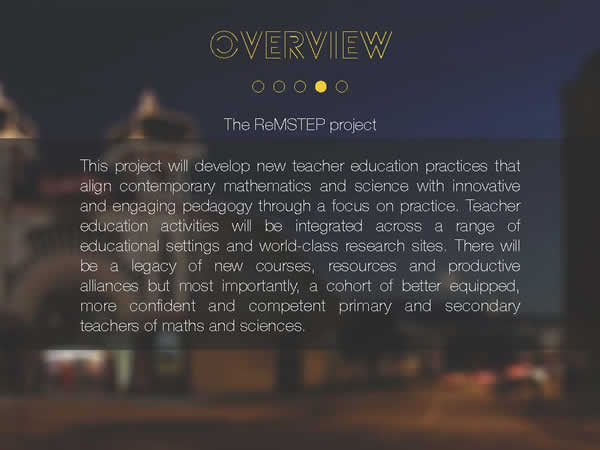 OVERVIEW
The ReMSTEP project
This project will develop new teacher education practices that
align contemporary mathematics and science with innovative
and engaging pedagogy through a focus on practice. Teacher
education activities will be integrated across a range of
educational settings and world-class research sites. There will
be a legacy of new courses, resources and productive
alliances but most importantly, a cohort of better equipped,
more confident and competent primary and secondary
teachers of maths and sciences.